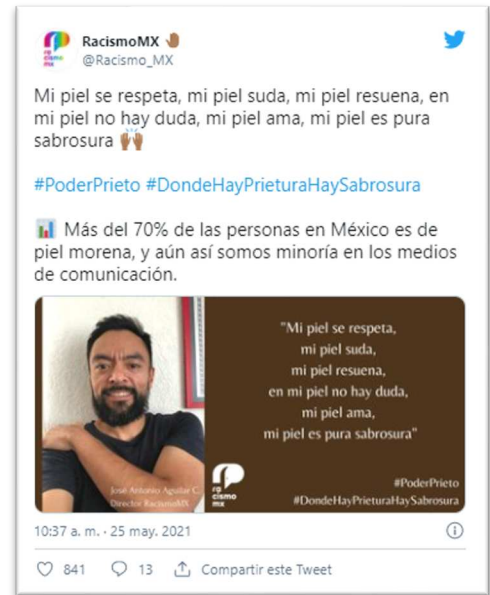 RacismoMX
@Racismo_MX
Mi piel se respeta, mi piel suda, mi piel resuena, en
mi piel no hay duda, mi piel ama, mi piel es pura
sabrosura
#PoderPrieto #DondeHayPrieturaHaySabrosura
Más del 70% de las personas en México es de
piel morena, y aún así somos minoría en los medios
de comunicación.
"Mi piel se respeta,
mi piel suda,
mi piel resuena,
en mi piel no hay duda,
mi piel ama,
mi piel es pura sabrosura"
José Antonio Aguilar C.
Director RacismoMX
racismo
mx
#PoderPrieto
#DondeHayPrieturaHaySabrosura
10:37 a. m. · 25 may. 2021
841 13 Compartir este Tweet